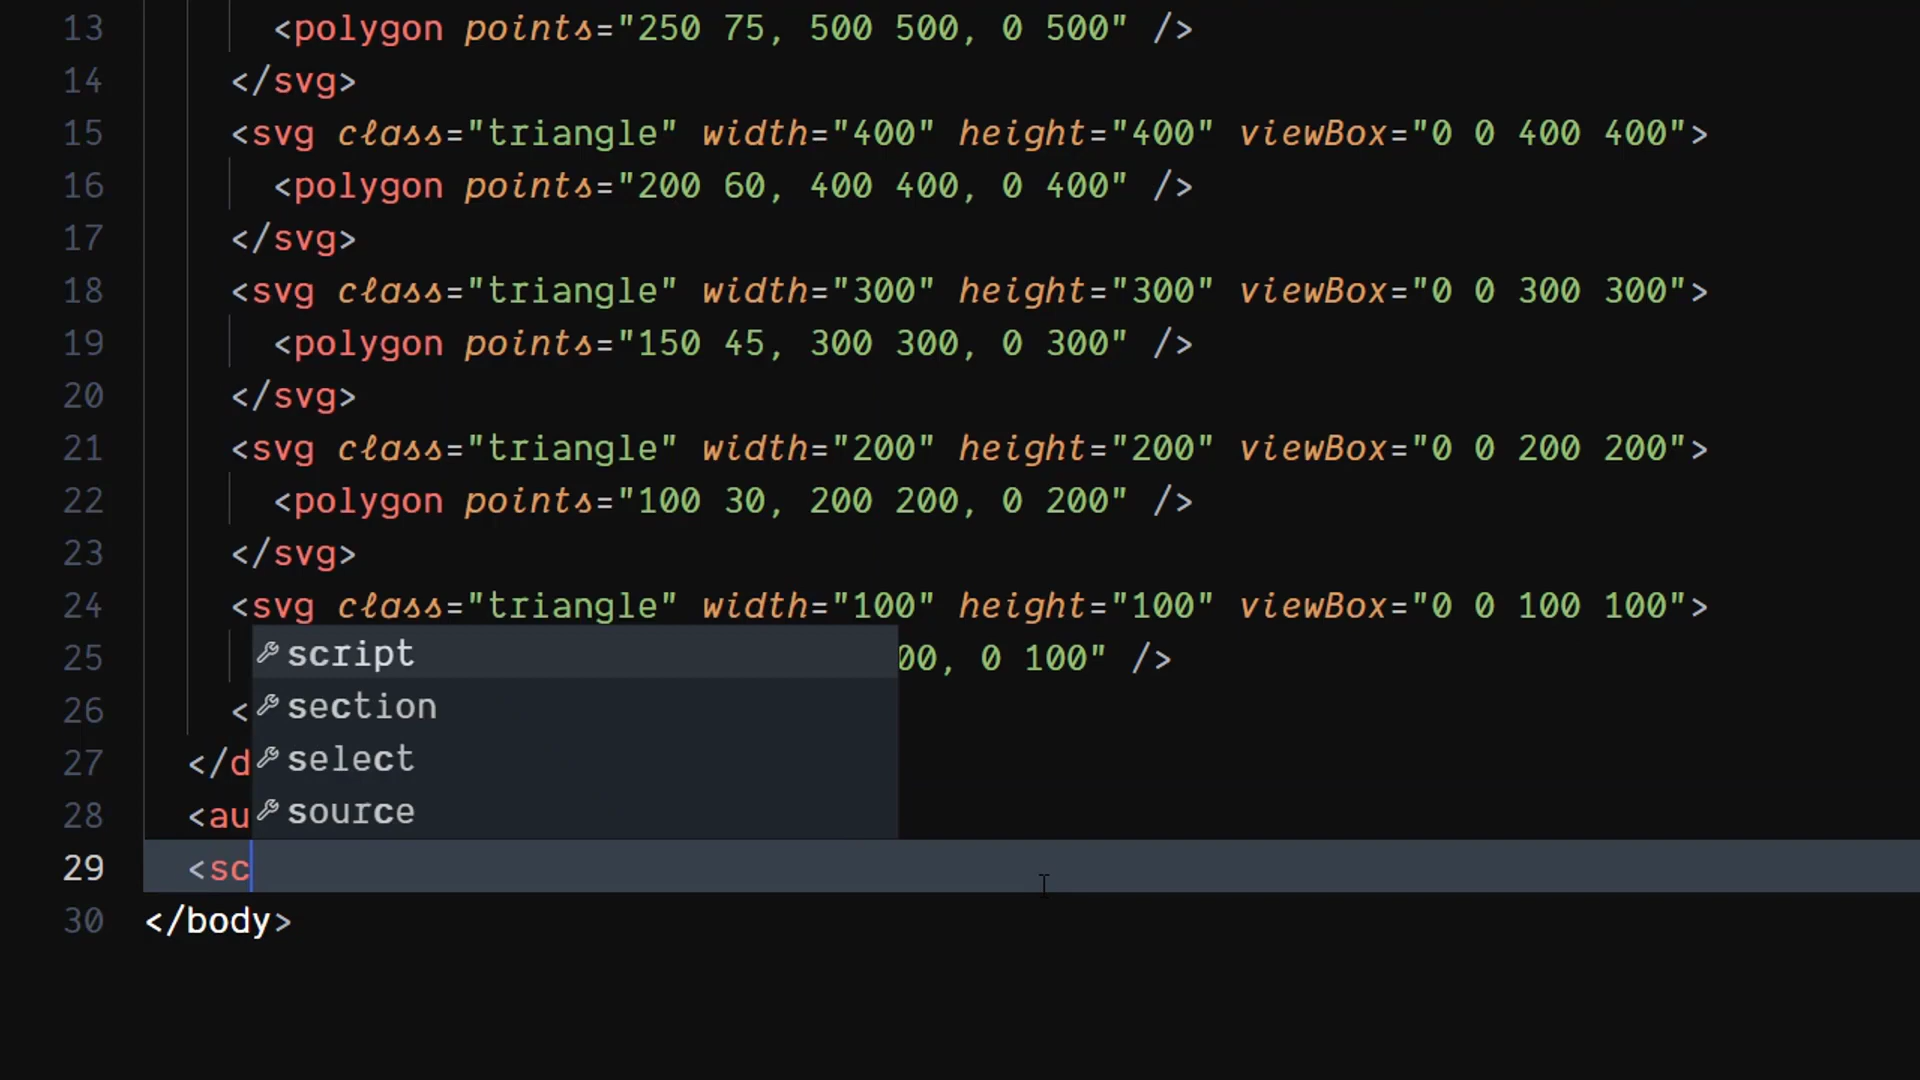 13 <polygon points="250 75, 500 500, 0 500" />
14 </svg>
15 <svg class="triangle" width="400" height="400" viewBox="0 0 400 400">
16 <polygon points="200 60, 400 400, 0 400" />
17 </svg>
18 <svg class="triangle" width="300" height="300" viewBox="0 0 300 300">
19 <polygon points="150 45, 300 300, 0 300" />
20 </svg>
21 <svg class="triangle" width="200" height="200" viewBox="0 0 200 200">
22 <polygon points="100 30, 200 200, 0 200" />
23 </svg>
24 <svg class="triangle" width="100" height="100" viewBox="0 0 100 100">
25 script 00, 0 100" />
26 < section
27 </d select
28 <au source
29 <sc
30 </body>